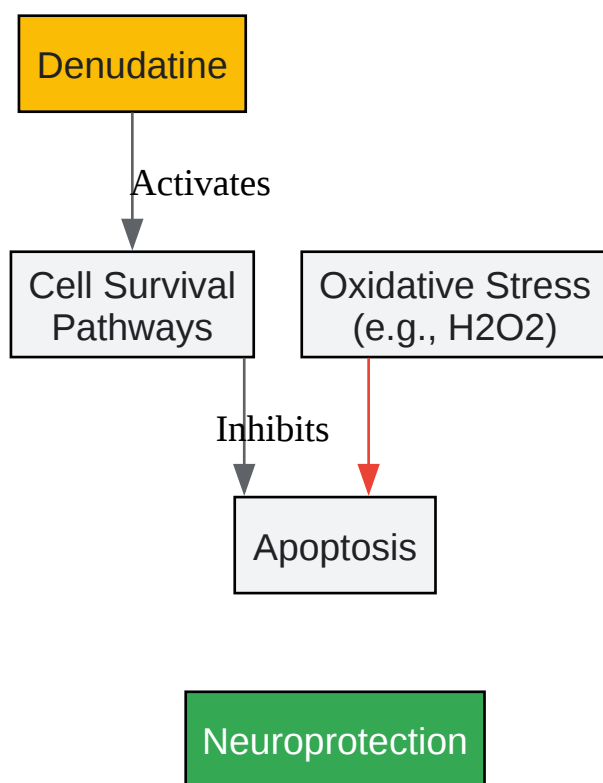 Denudatine
Activates
Cell Survival
Pathways
Oxidative Stress
(e.g., H2O2)
Inhibits
Apoptosis
Neuroprotection